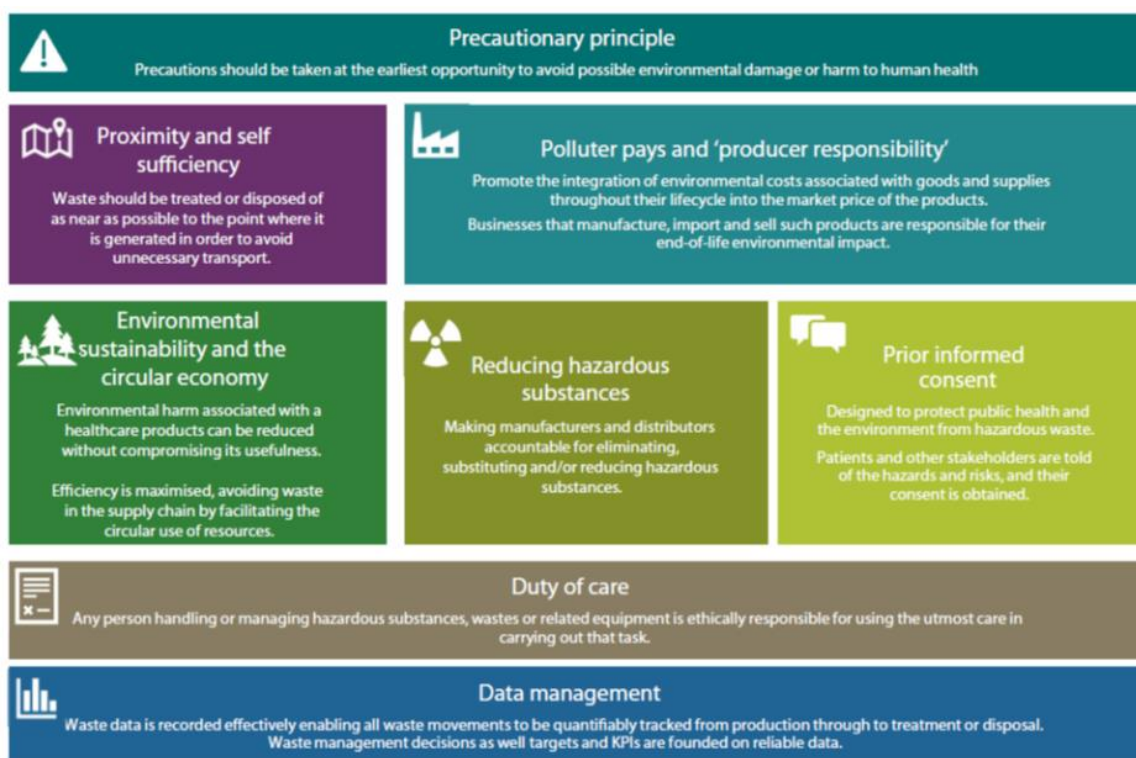 Precautionary principle
Precautions should be taken at the earliest opportunity to avoid possible environmental damage or harm to human health
Proximity and self
sufficiency
Waste should be treated or disposed of
as near as possible to the point where it
is generated in order to avoid
unnecessary transport.
Polluter pays and ‘producer responsibility’
Promote the integration of environmental costs associated with goods and supplies
throughout their lifecycle into the market price of the products.
Businesses that manufacture, import and sell such products are responsible for their
end-of-life environmental impact.
Environmental
sustainability and the
circular economy
Environmental harm associated with a
healthcare products can be reduced
without compromising its usefulness.
Efficiency is maximised, avoiding waste
in the supply chain by facilitating the
circular use of resources.
Reducing hazardous
substances
Making manufacturers and distributors
accountable for eliminating,
substituting and/or reducing hazardous
substances.
Prior informed
consent
Designed to protect public health and
the environment from hazardous waste.
Patients and other stakeholders are told
of the hazards and risks, and their
consent is obtained.
Duty of care
Any person handling or managing hazardous substances, wastes or related equipment is ethically responsible for using the utmost care in
carrying out that task.
Data management
Waste data is recorded effectively enabling all waste movements to be quantifiably tracked from production through to treatment or disposal.
Waste management decisions as well targets and KPIs are founded on reliable data.